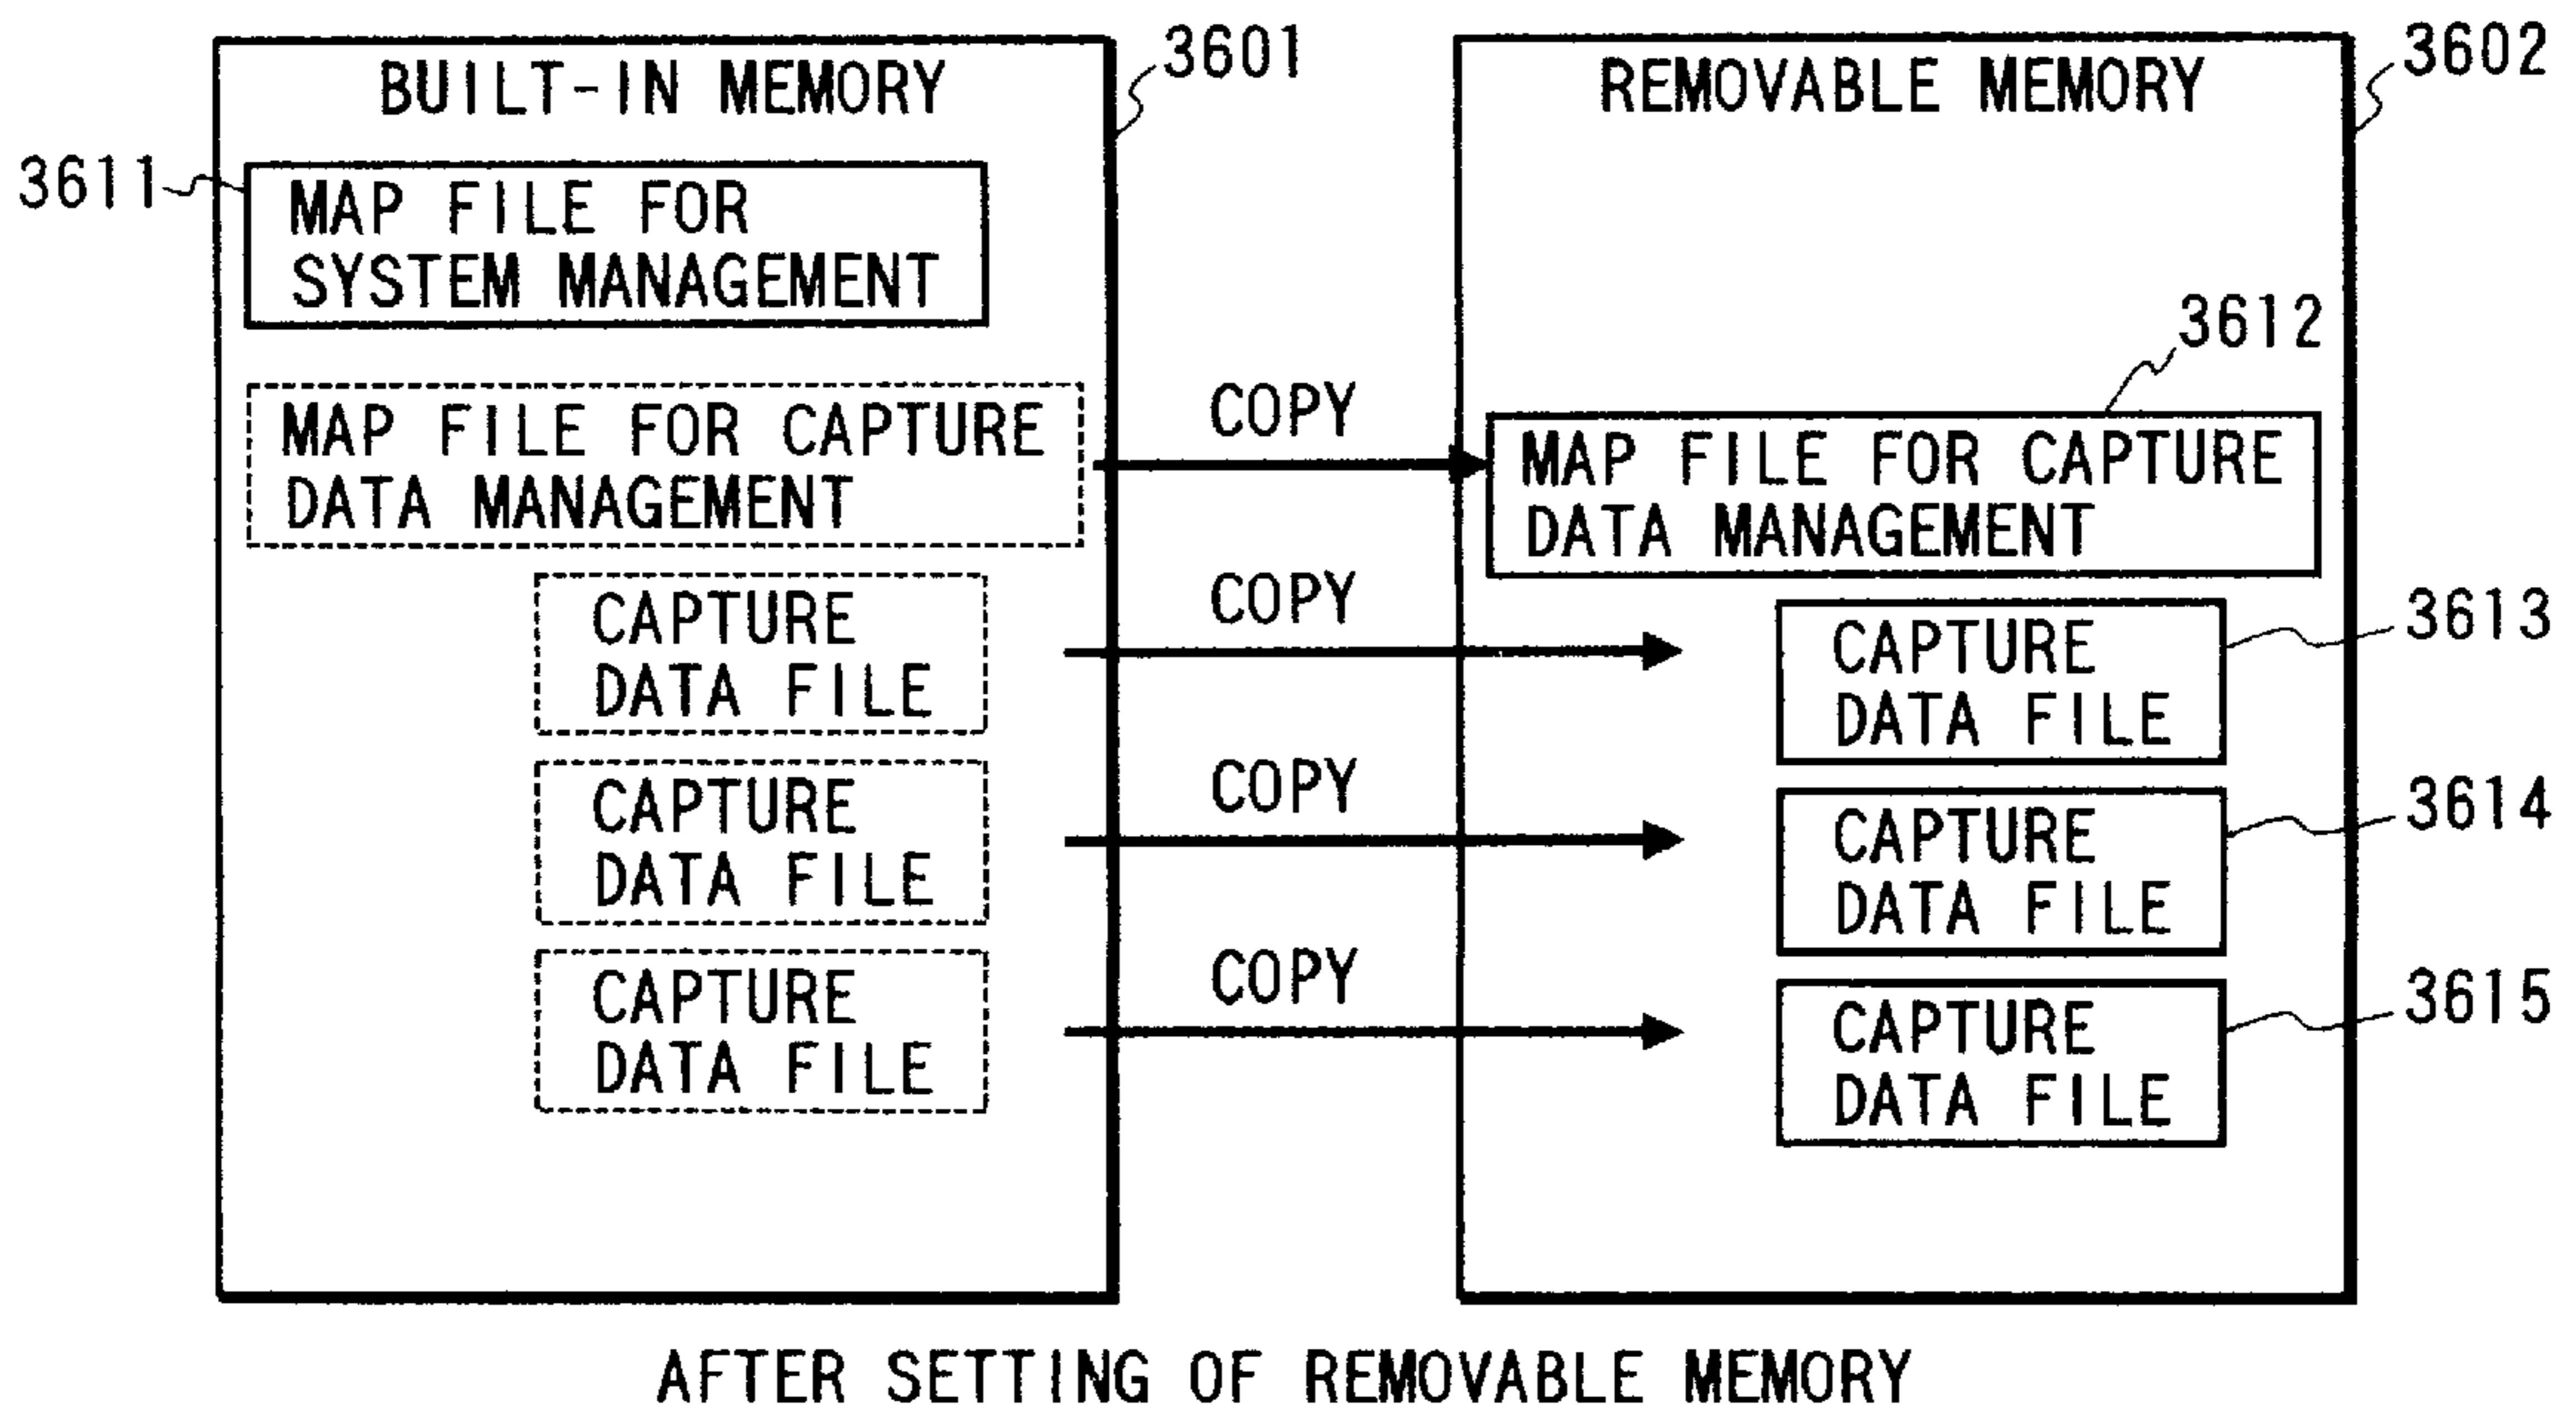 3601
3602
BUILT-IN MEMORY
REMOVABLE MEMORY
3611
MAP FILE FOR
SYSTEM MANAGEMENT
3612
MAP FILE FOR CAPTURE
DATA MANAGEMENT
COPY
MAP FILE FOR CAPTURE
DATA MANAGEMENT
CAPTURE
DATA FILE
COPY
CAPTURE
DATA FILE
3613
CAPTURE
DATA FILE
COPY
CAPTURE
DATA FILE
3614
CAPTURE
DATA FILE
COPY
CAPTURE
DATA FILE
3615
AFTER SETTING OF REMOVABLE MEMORY